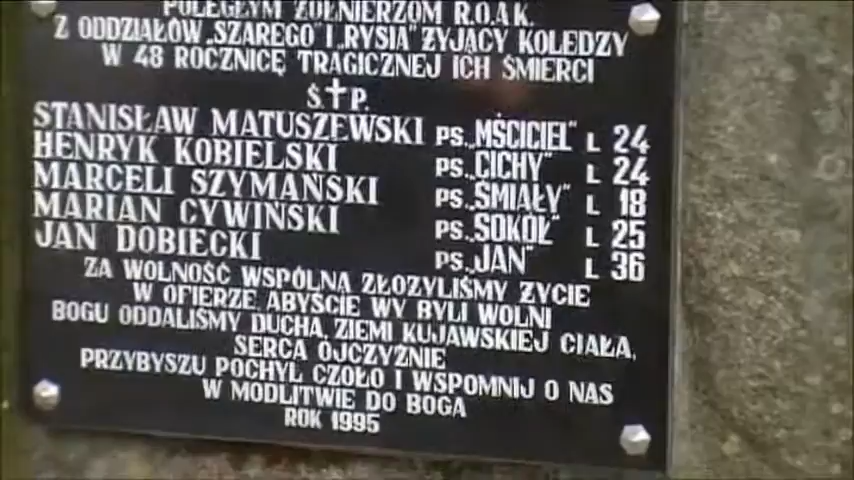 POLEGŁYM ŻOŁNIERZOM R.O.A.K.
Z ODDZIAŁÓW „SZAREGO" I „RYSIA" ŻYJĄCY KOLEDZY
W 48 ROCZNICĘ, TRAGICZNEJ ICH ŚMIERCI
Ś✝P.
STANISŁAW MATUSZEWSKI PS. „MŚCICIEL" L 24
HENRYK KOBIELSKI PS. „CICHY" L 24
MARCELI SZYMAŃSKI PS. „ŚMIAŁY" L 18
MARIAN CYWIŃSKI PS. „SOKÓŁ" L 25
JAN DOBIECKI PS. „JAN" L 36
ZA WOLNOŚĆ WSPÓLNĄ ZŁOŻYLIŚMY ŻYCIE
W OFIERZE ABYŚCIE WY BYLI WOLNI
BOGU ODDALIŚMY DUCHA, ZIEMI KUJAWSKIEJ CIAŁA,
SERCA OJCZYŹNIE
PRZYBYSZU POCHYL CZOŁO I WSPOMNIJ O NAS
W MODLITWIE DO BOGA
ROK 1995